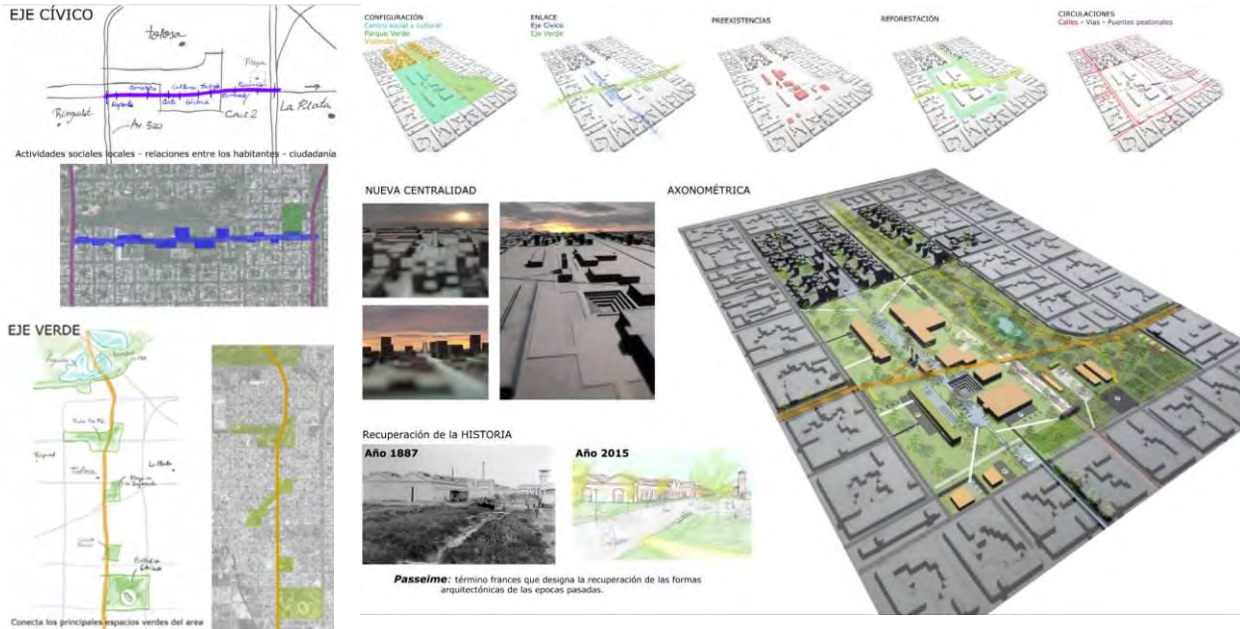 EJE CÍVICO
tolosa
Ringuelet
Av. 520
Calle 2
La Plata
Actividades sociales locales - relaciones entre los habitantes - ciudadanía
EJE VERDE
Tolosa
La Plata
Conecta los principales espacios verdes del area
CONFIGURACIÓN
Centro social y cultural
Parque Verde
Viviendas
ENLACE
Eje Cívico
Eje Verde
PREEXISTENCIAS
REFORESTACIÓN
CIRCULACIONES
Calles - Vias - Puentes peatonales
NUEVA CENTRALIDAD
AXONOMÉTRICA
Recuperación de la HISTORIA
Año 1887
Año 2015
Passeime: término frances que designa la recuperación de las formas
arquitectónicas de las epocas pasadas.